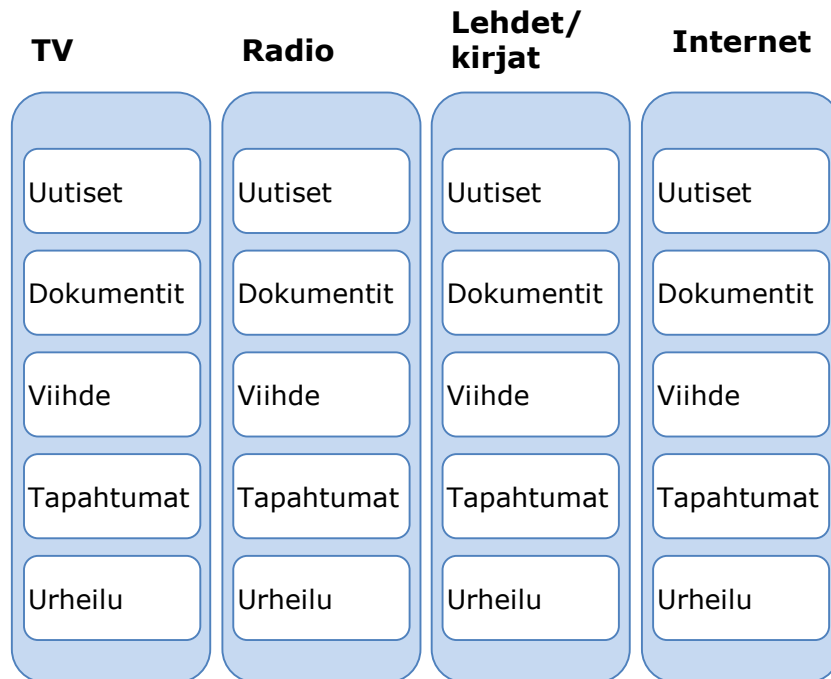 TV
Radio
Lehdet/
kirjat
Internet
Uutiset
Uutiset
Uutiset
Uutiset
Dokumentit
Dokumentit
Dokumentit
Dokumentit
Viihde
Viihde
Viihde
Viihde
Tapahtumat
Tapahtumat
Tapahtumat
Tapahtumat
Urheilu
Urheilu
Urheilu
Urheilu